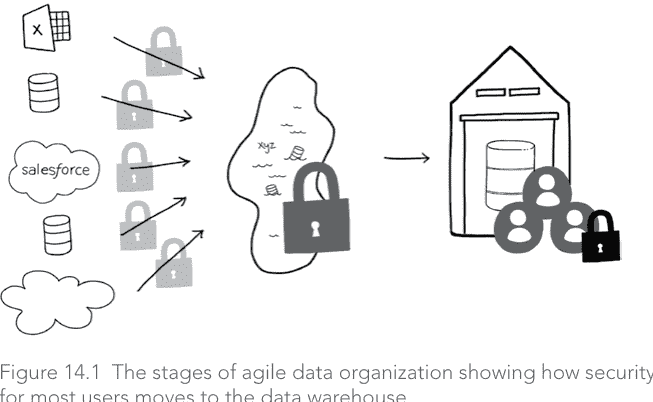 X
salesforce
xyz
Figure 14.1 The stages of agile data organization showing how security
for most users moves to the data warehouse